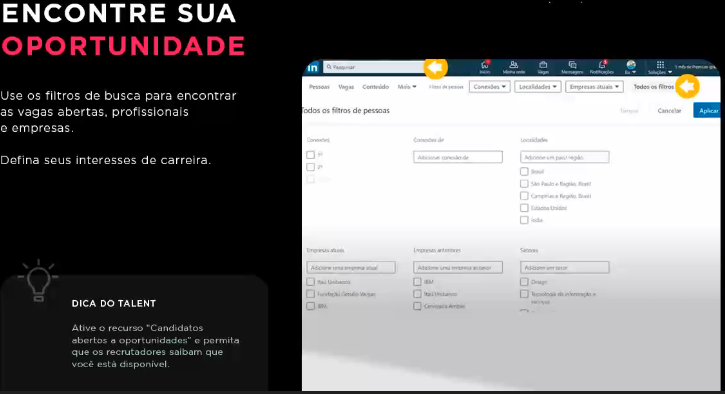 ENCONTRE SUA
OPORTUNIDADE
Use os filtros de busca para encontrar
as vagas abertas, profissionais
e empresas.
Defina seus interesses de carreira.
DICA DO TALENT
Ative o recurso "Candidatos
abertos a oportunidades" e permita
que os recrutadores saibam que
você está disponível.
in Pesquisar
Início Minha rede Vagas Mensagens Notificações Eu Soluções
Pessoas Vagas Conteúdo Mais Filtros de pessoas Conexões Localidades Empresas atuais Todos os filtros
Todos os filtros de pessoas Cancelar Aplicar
Conexões Conexões de Localidades
1º Adicionar conexões de Adicione um país/ região
2º Brasil
São Paulo e Região, Brasil
Campinas e Região, Brasil
Estados Unidos
Índia
Empresas atuais Empresas anteriores Setores
Adicione uma empresa atual Adicione uma empresa anterior Adicione um setor
Itaú Unibanco IBM Design
Fundação Getulio Vargas Itaú Unibanco Tecnologia da informação e
serviços
IBM